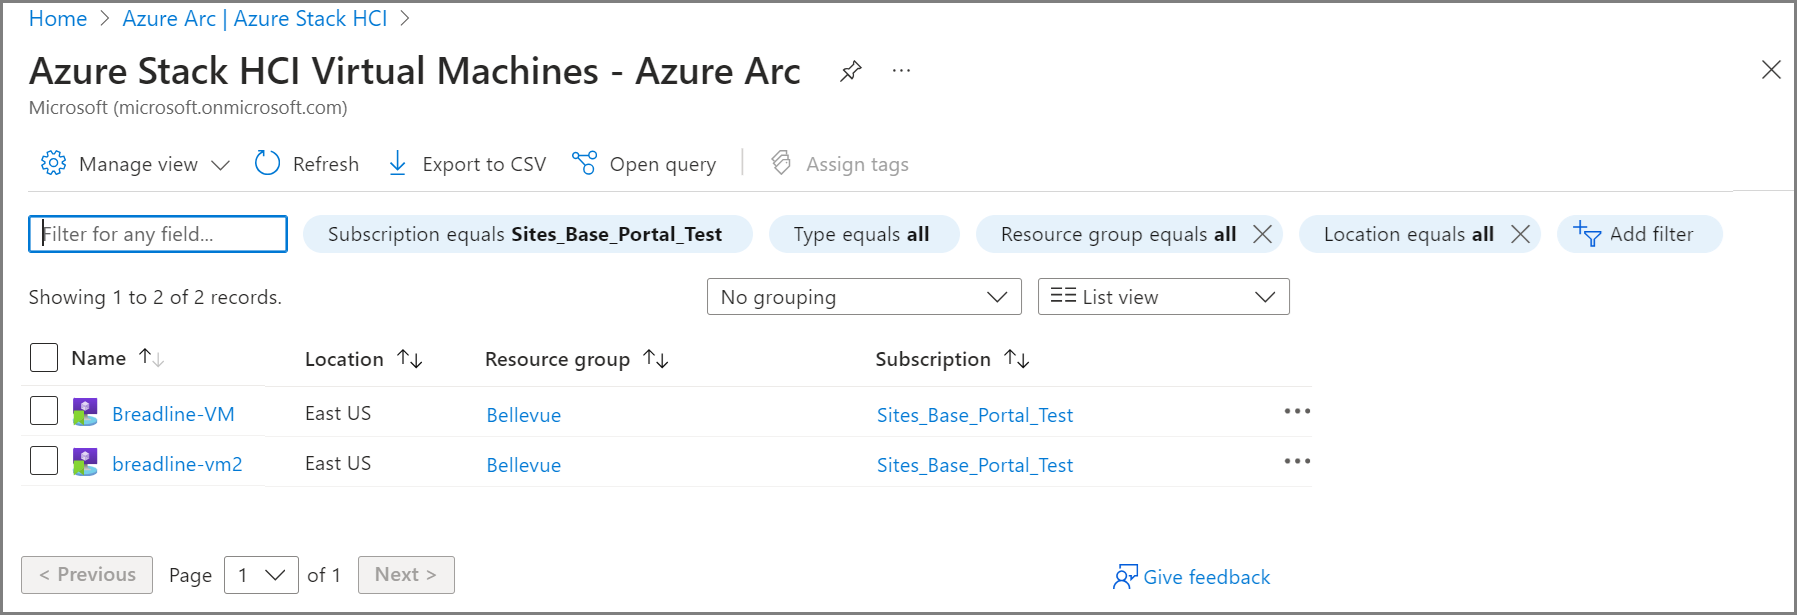 Home > Azure Arc | Azure Stack HCI >
Azure Stack HCI Virtual Machines - Azure Arc ...
Microsoft (microsoft.onmicrosoft.com)
Manage view Refresh Export to CSV Open query Assign tags
Filter for any field... Subscription equals Sites_Base_Portal_Test Type equals all Resource group equals all Location equals all Add filter
Showing 1 to 2 of 2 records. No grouping List view
Name Location Resource group Subscription
Breadline-VM East US Bellevue Sites_Base_Portal_Test
breadline-vm2 East US Bellevue Sites_Base_Portal_Test
< Previous Page 1 of 1 Next > Give feedback